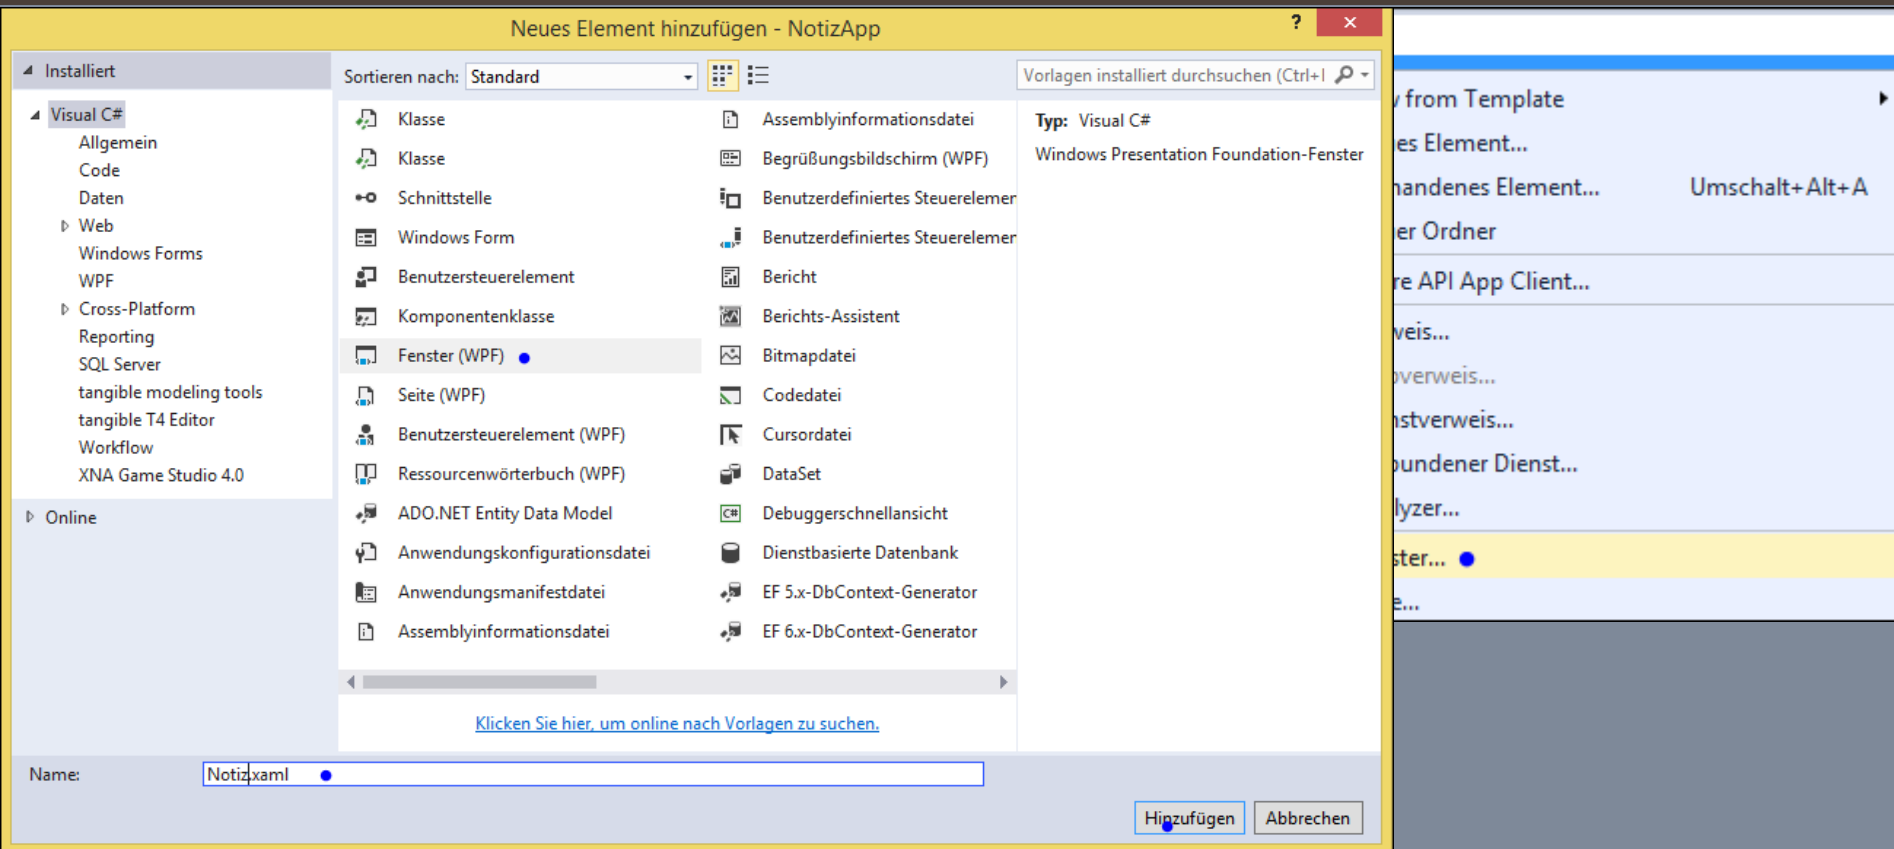 Neues Element hinzufügen - NotizApp
?
Installiert
Visual C#
Allgemein
Code
Daten
Web
Windows Forms
WPF
Cross-Platform
Reporting
SQL Server
tangible modeling tools
tangible T4 Editor
Workflow
XNA Game Studio 4.0
Online
Sortieren nach: Standard
Klasse
Klasse
Schnittstelle
Windows Form
Benutzersteuerelement
Komponentenklasse
Fenster (WPF)
Seite (WPF)
Benutzersteuerelement (WPF)
Ressourcenwörterbuch (WPF)
ADO.NET Entity Data Model
Anwendungskonfigurationsdatei
Anwendungsmanifestdatei
Assemblyinformationsdatei
Assemblyinformationsdatei
Begrüßungsbildschirm (WPF)
Benutzerdefiniertes Steuerelemer
Benutzerdefiniertes Steuerelemer
Bericht
Berichts-Assistent
Bitmapdatei
Codedatei
Cursordatei
DataSet
Debuggerschnellansicht
Dienstbasierte Datenbank
EF 5.x-DbContext-Generator
EF 6.x-DbContext-Generator
Klicken Sie hier, um online nach Vorlagen zu suchen.
Vorlagen installiert durchsuchen (Ctrl+
Typ: Visual C#
Windows Presentation Foundation-Fenster
Name: Notiz.xaml
Hinzufügen Abbrechen
from Template
es Element...
handenes Element... Umschalt+Alt+A
er Ordner
re API App Client...
veis...
overweis...
nstverweis...
bundener Dienst...
lyzer...
ster...
e...